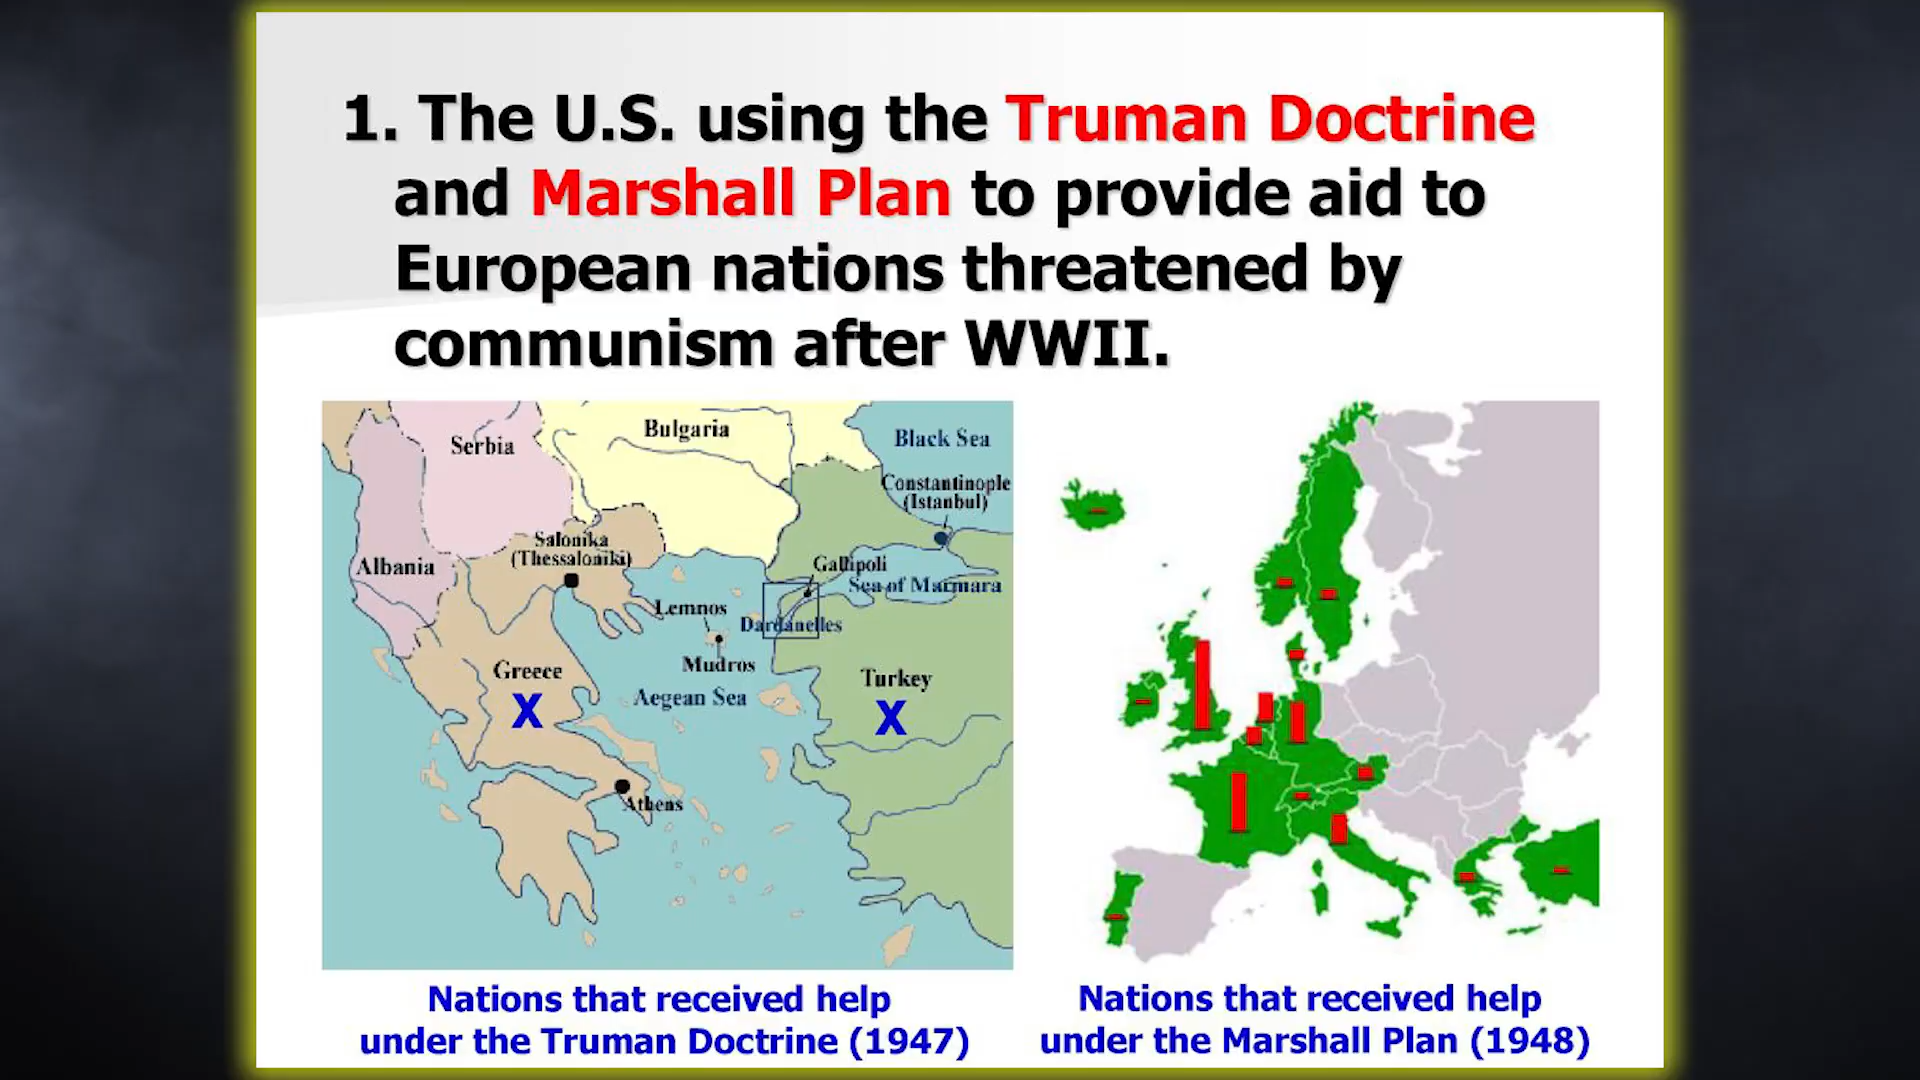 1. The U.S. using the Truman Doctrine
and Marshall Plan to provide aid to
European nations threatened by
communism after WWII.
Serbia
Bulgaria
Black Sea
Constantinople
(Istanbul)
Salonika
(Thessaloniki)
Albania
Gallipoli
Sea of Marmara
Lemnos
Dardanelles
Mudros
Greece
X
Aegean Sea
Turkey
X
Athens
Nations that received help
under the Truman Doctrine (1947)
Nations that received help
under the Marshall Plan (1948)